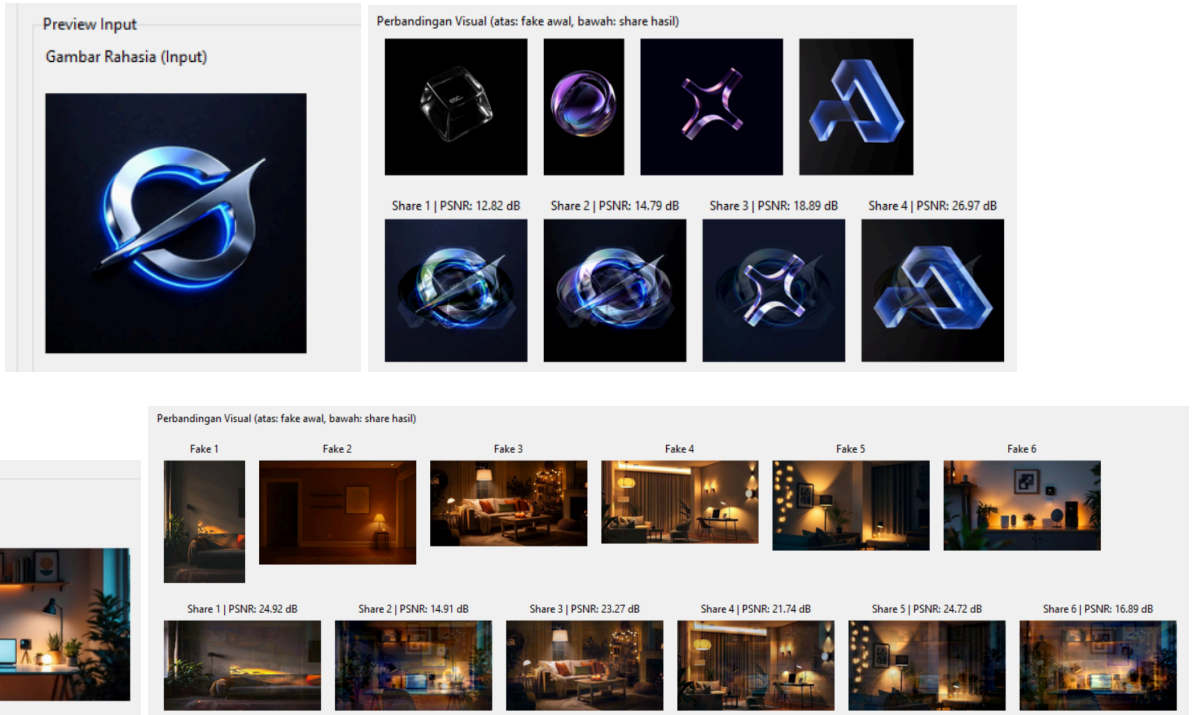 Preview Input
Gambar Rahasia (Input)
Perbandingan Visual (atas: fake awal, bawah: share hasil)
esc
Share 1 | PSNR: 12.82 dB
Share 2 | PSNR: 14.79 dB
Share 3 | PSNR: 18.89 dB
Share 4 | PSNR: 26.97 dB
Perbandingan Visual (atas: fake awal, bawah: share hasil)
Fake 1
Fake 2
Fake 3
Fake 4
Fake 5
Fake 6
Share 1 | PSNR: 24.92 dB
Share 2 | PSNR: 14.91 dB
Share 3 | PSNR: 23.27 dB
Share 4 | PSNR: 21.74 dB
Share 5 | PSNR: 24.72 dB
Share 6 | PSNR: 16.89 dB